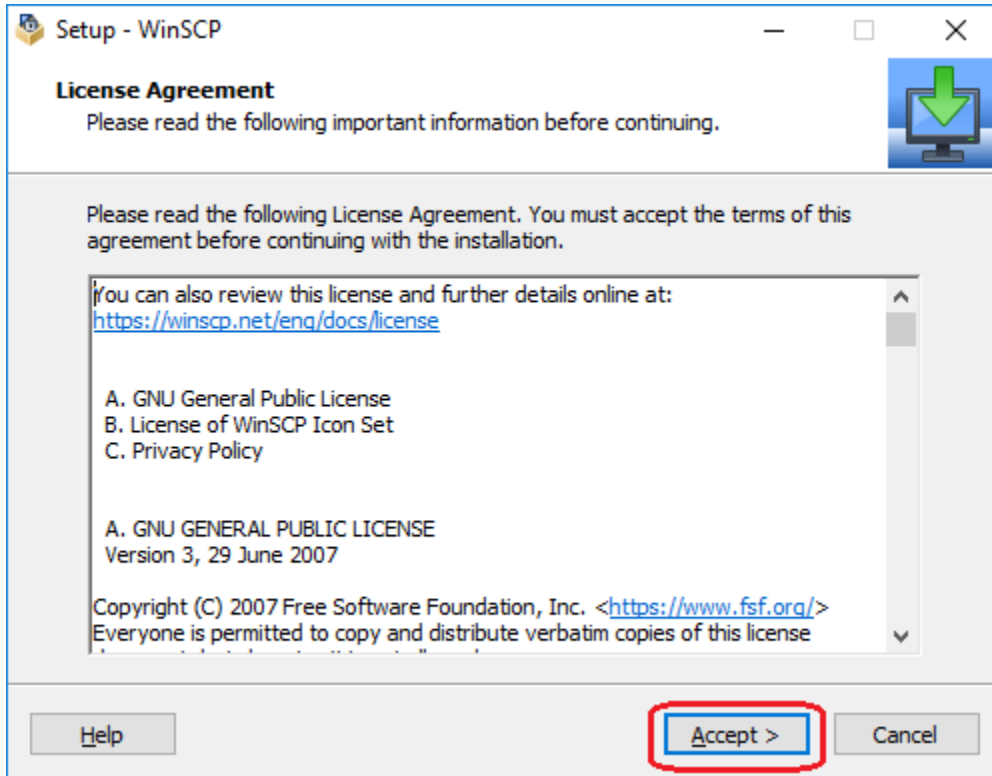 Setup - WinSCP
License Agreement
Please read the following important information before continuing.
Please read the following License Agreement. You must accept the terms of this
agreement before continuing with the installation.
You can also review this license and further details online at:
https://winscp.net/eng/docs/license
A. GNU General Public License
B. License of WinSCP Icon Set
C. Privacy Policy
A. GNU GENERAL PUBLIC LICENSE
Version 3, 29 June 2007
Copyright (C) 2007 Free Software Foundation, Inc. <https://www.fsf.org/>
Everyone is permitted to copy and distribute verbatim copies of this license
Help
Accept >
Cancel